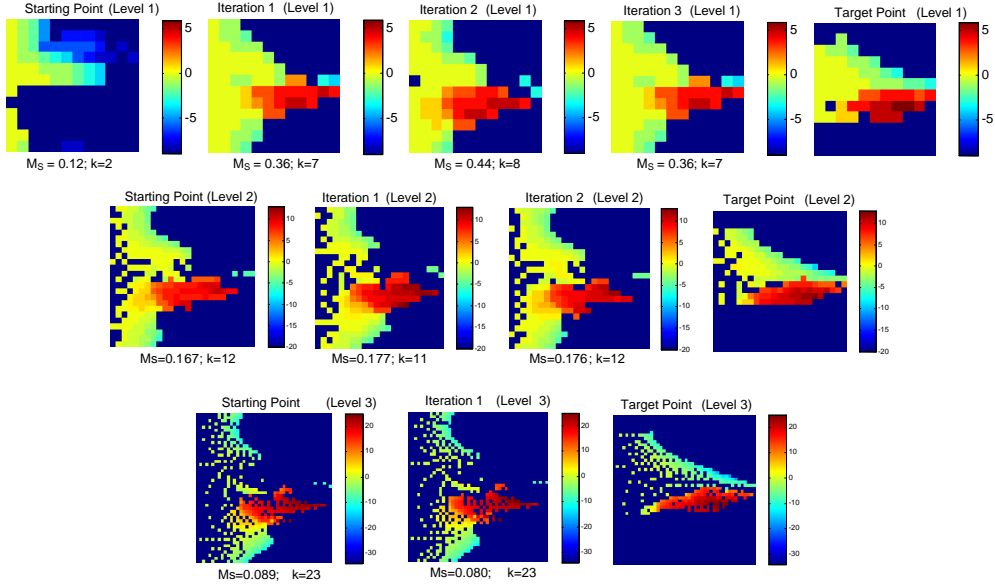 Starting Point (Level 1)
Iteration 1 (Level 1)
Iteration 2 (Level 1)
Iteration 3 (Level 1)
Target Point (Level 1)
5
0
-5
5
0
-5
5
0
-5
5
0
-5
5
0
-5
M_S = 0.12; k=2
M_S = 0.36; k=7
M_S = 0.44; k=8
M_S = 0.36; k=7
Starting Point (Level 2)
Iteration 1 (Level 2)
Iteration 2 (Level 2)
Target Point (Level 2)
10
5
0
-5
-10
-15
-20
10
5
0
-5
-10
-15
-20
10
5
0
-5
-10
-15
-20
10
5
0
-5
-10
-15
-20
Ms=0.167; k=12
Ms=0.177; k=11
Ms=0.176; k=12
Starting Point (Level 3)
Iteration 1 (Level 3)
Target Point (Level 3)
20
10
0
-10
-20
-30
20
10
0
-10
-20
-30
20
10
0
-10
-20
-30
Ms=0.089; k=23
Ms=0.080; k=23